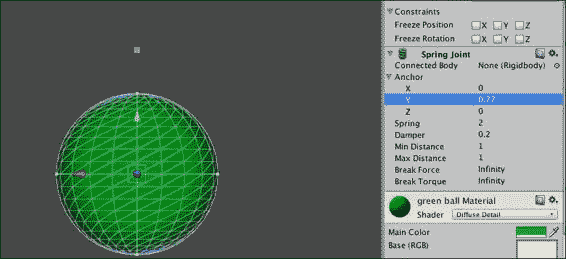 Constraints
Freeze Position X Y Z
Freeze Rotation X Y Z
Spring Joint
Connected Body None (Rigidbody)
Anchor
X 0
Y 0.77
Z 0
Spring 2
Damper 0.2
Min Distance 1
Max Distance 1
Break Force Infinity
Break Torque Infinity
green ball Material
Shader Diffuse Detail
Main Color
Base (RGB)